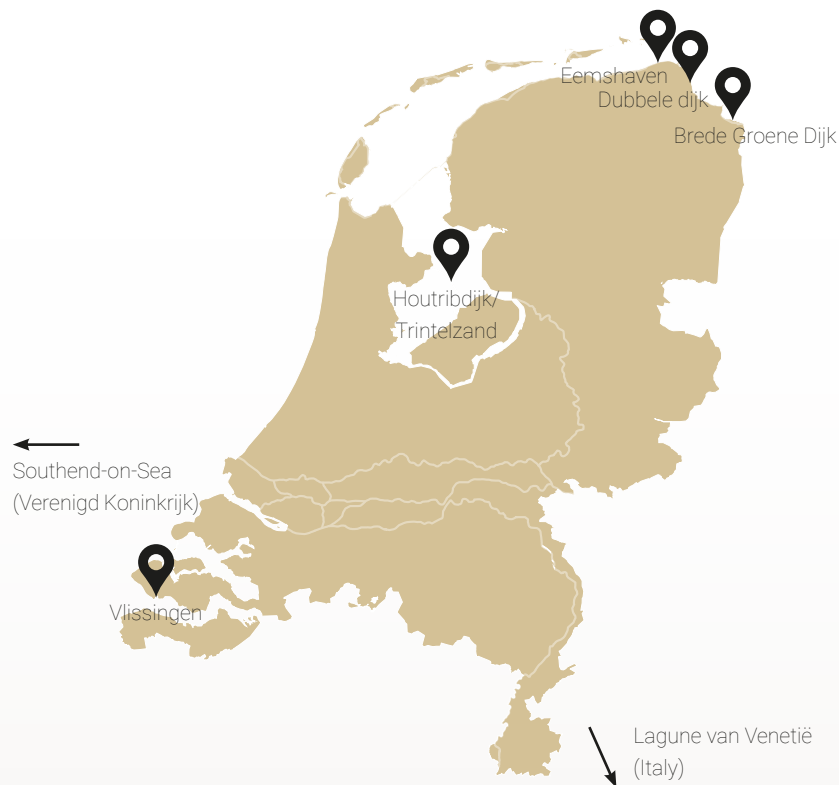 Eemshaven
Dubbele dijk
Brede Groene Dijk
Houtribdijk/
Trintelzand
Southend-on-Sea
(Verenigd Koninkrijk)
Vlissingen
Lagune van Venetië
(Italy)